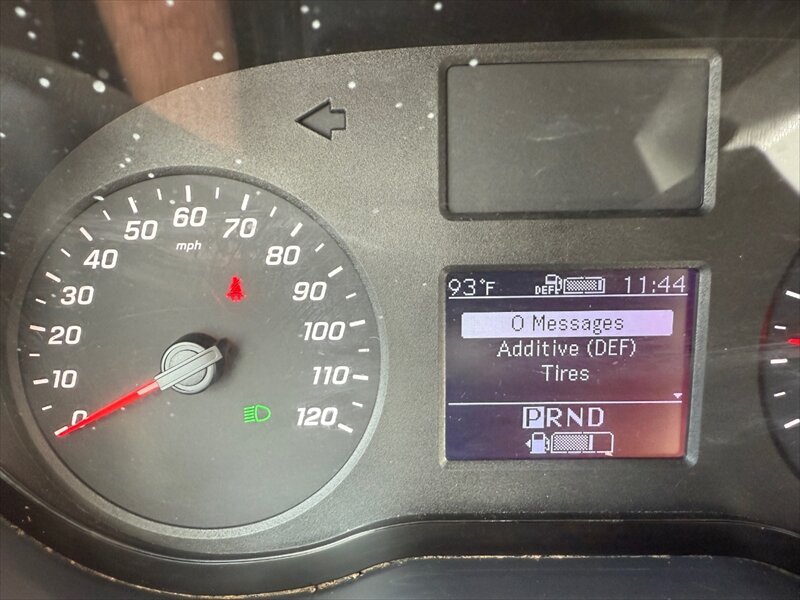 0 10 20 30 40 50 60 70 80 90 100 110 120
mph
93°F DEF 11:44
0 Messages
Additive (DEF)
Tires
PRND